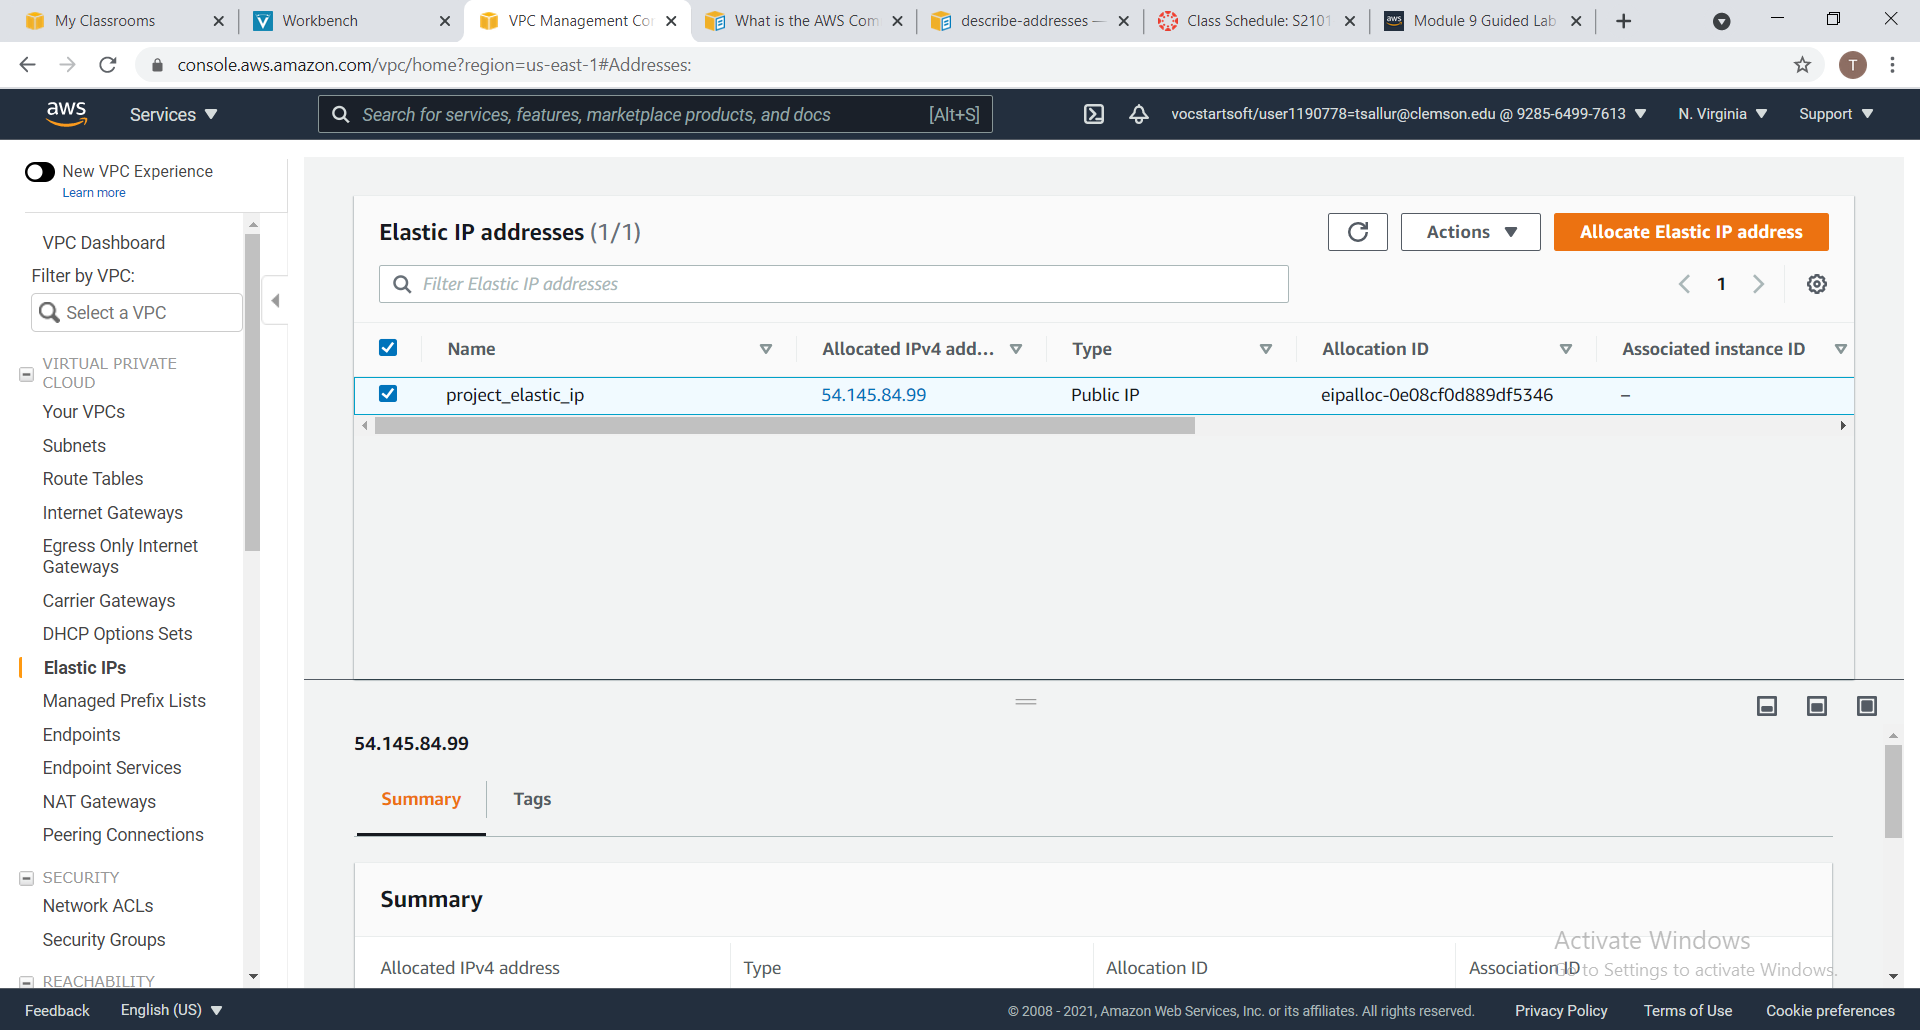 My Classrooms
Workbench
VPC Management Co
What is the AWS Com
describe-addresses —
Class Schedule: S2101
aws
Module 9 Guided Lab
console.aws.amazon.com/vpc/home?region=us-east-1#Addresses:
T
aws
Services
Search for services, features, marketplace products, and docs [Alt+S]
vocstartsoft/user1190778=tsallur@clemson.edu @ 9285-6499-7613
N. Virginia
Support
New VPC Experience
Learn more
VPC Dashboard
Filter by VPC:
Select a VPC
VIRTUAL PRIVATE
CLOUD
Your VPCs
Subnets
Route Tables
Internet Gateways
Egress Only Internet
Gateways
Carrier Gateways
DHCP Options Sets
Elastic IPs
Managed Prefix Lists
Endpoints
Endpoint Services
NAT Gateways
Peering Connections
SECURITY
Network ACLs
Security Groups
REACHABILITY
Elastic IP addresses (1/1)
Actions
Allocate Elastic IP address
Filter Elastic IP addresses
1
Name Allocated IPv4 add... Type Allocation ID Associated instance ID
project_elastic_ip 54.145.84.99 Public IP eipalloc-0e08cf0d889df5346 –
54.145.84.99
Summary Tags
Summary
Allocated IPv4 address Type Allocation ID Association ID
Activate Windows
Go to Settings to activate Windows.
Feedback English (US)
© 2008 - 2021, Amazon Web Services, Inc. or its affiliates. All rights reserved. Privacy Policy Terms of Use Cookie preferences